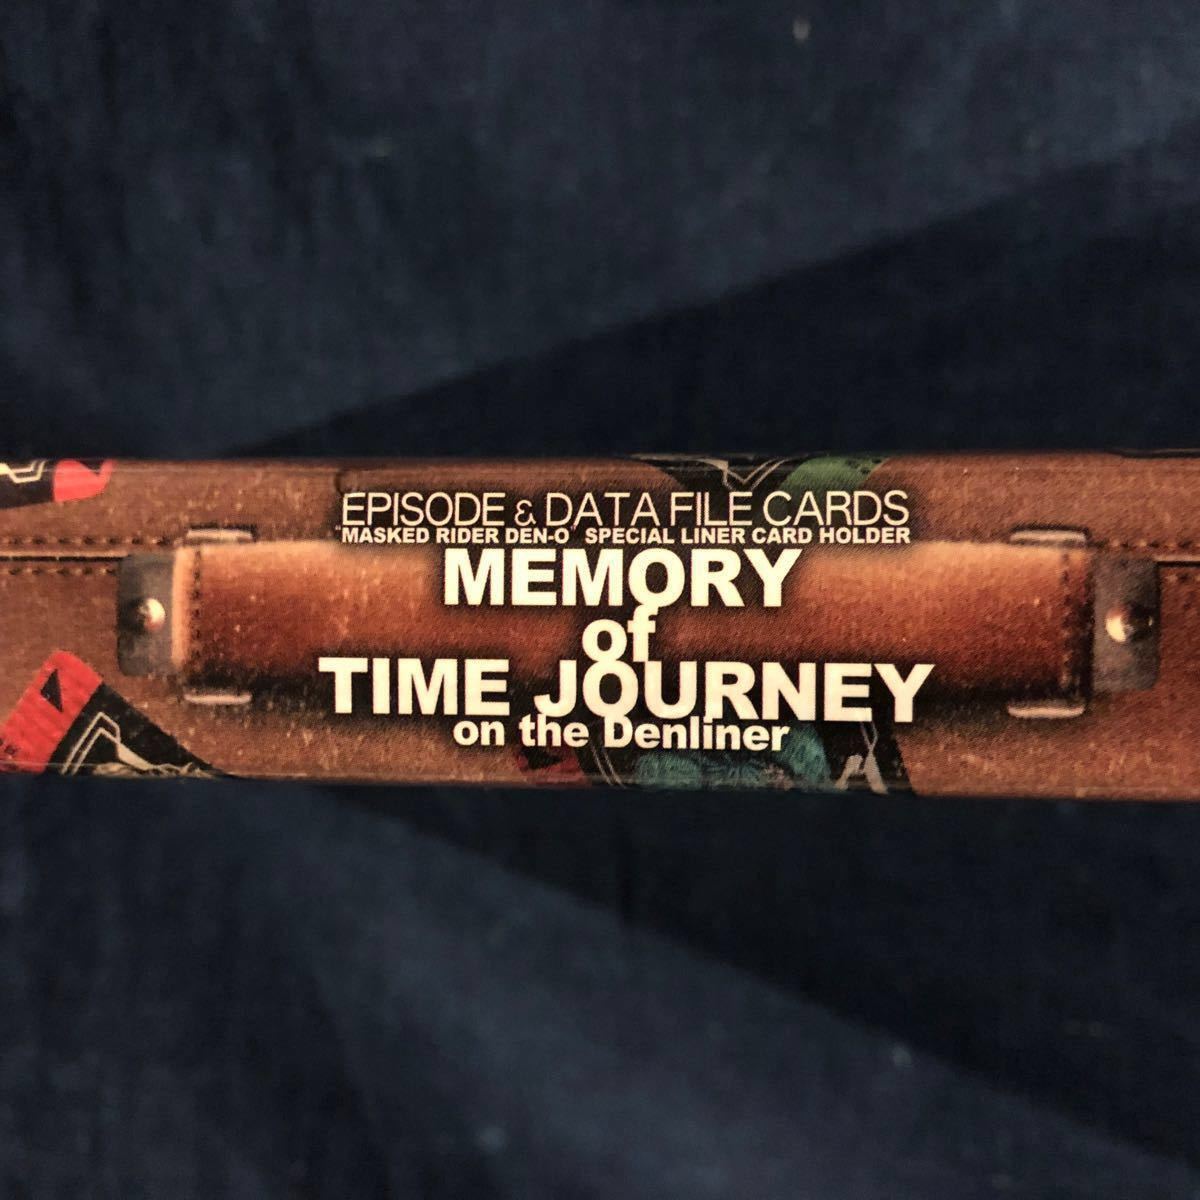 EPISODE & DATA FILE CARDS
"MASKED RIDER DEN-O" SPECIAL LINER CARD HOLDER
MEMORY
of
TIME JOURNEY
on the Denliner